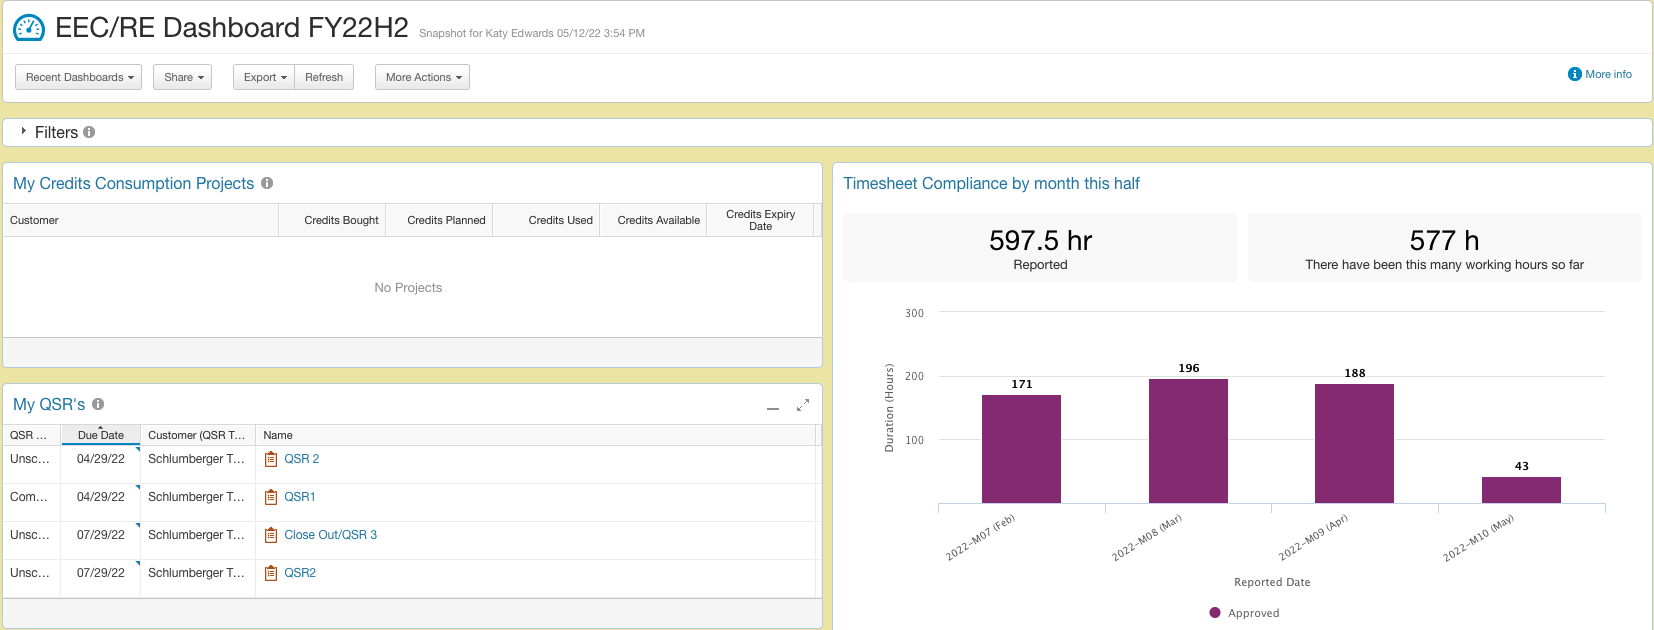 EEC/RE Dashboard FY22H2 Snapshot for Katy Edwards 05/12/22 3:54 PM
Recent Dashboards Share Export Refresh More Actions More info
Filters
My Credits Consumption Projects
Customer Credits Bought Credits Planned Credits Used Credits Available Credits Expiry Date
No Projects
My QSR's
QSR ... Due Date Customer (QSR T... Name
Unsc... 04/29/22 Schlumberger T... QSR 2
Com... 04/29/22 Schlumberger T... QSR1
Unsc... 07/29/22 Schlumberger T... Close Out/QSR 3
Unsc... 07/29/22 Schlumberger T... QSR2
Timesheet Compliance by month this half
597.5 hr
Reported
577 h
There have been this many working hours so far
300
200
100
Duration (Hours)
171
196
188
43
2022-M07 (Feb)
2022-M08 (Mar)
2022-M09 (Apr)
2022-M10 (May)
Reported Date
Approved